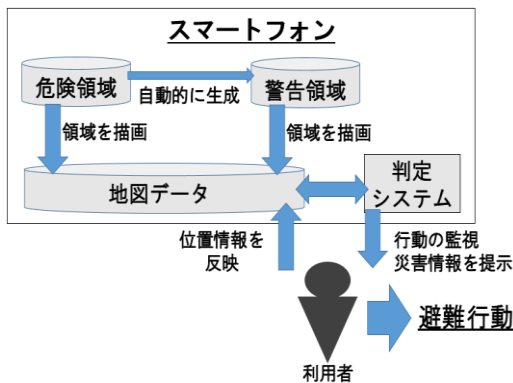 スマートフォン
危険領域
自動的に生成
警告領域
領域を描画
領域を描画
地図データ
判定
システム
位置情報を
反映
行動の監視
災害情報を提示
避難行動
利用者